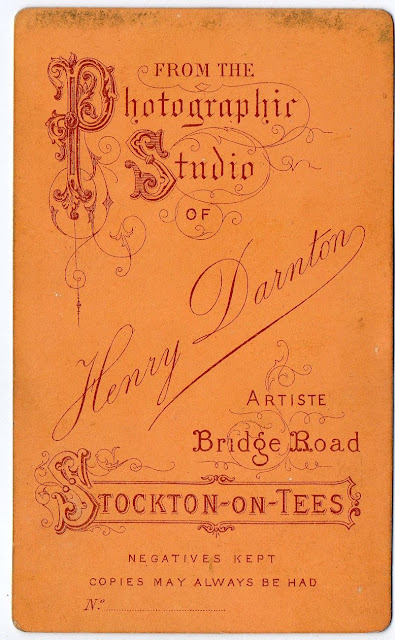 FROM THE
Photographic
Studio
OF
Henry Darnton
ARTISTE
Bridge Road
STOCKTON-ON-TEES
NEGATIVES KEPT
COPIES MAY ALWAYS BE HAD
No.